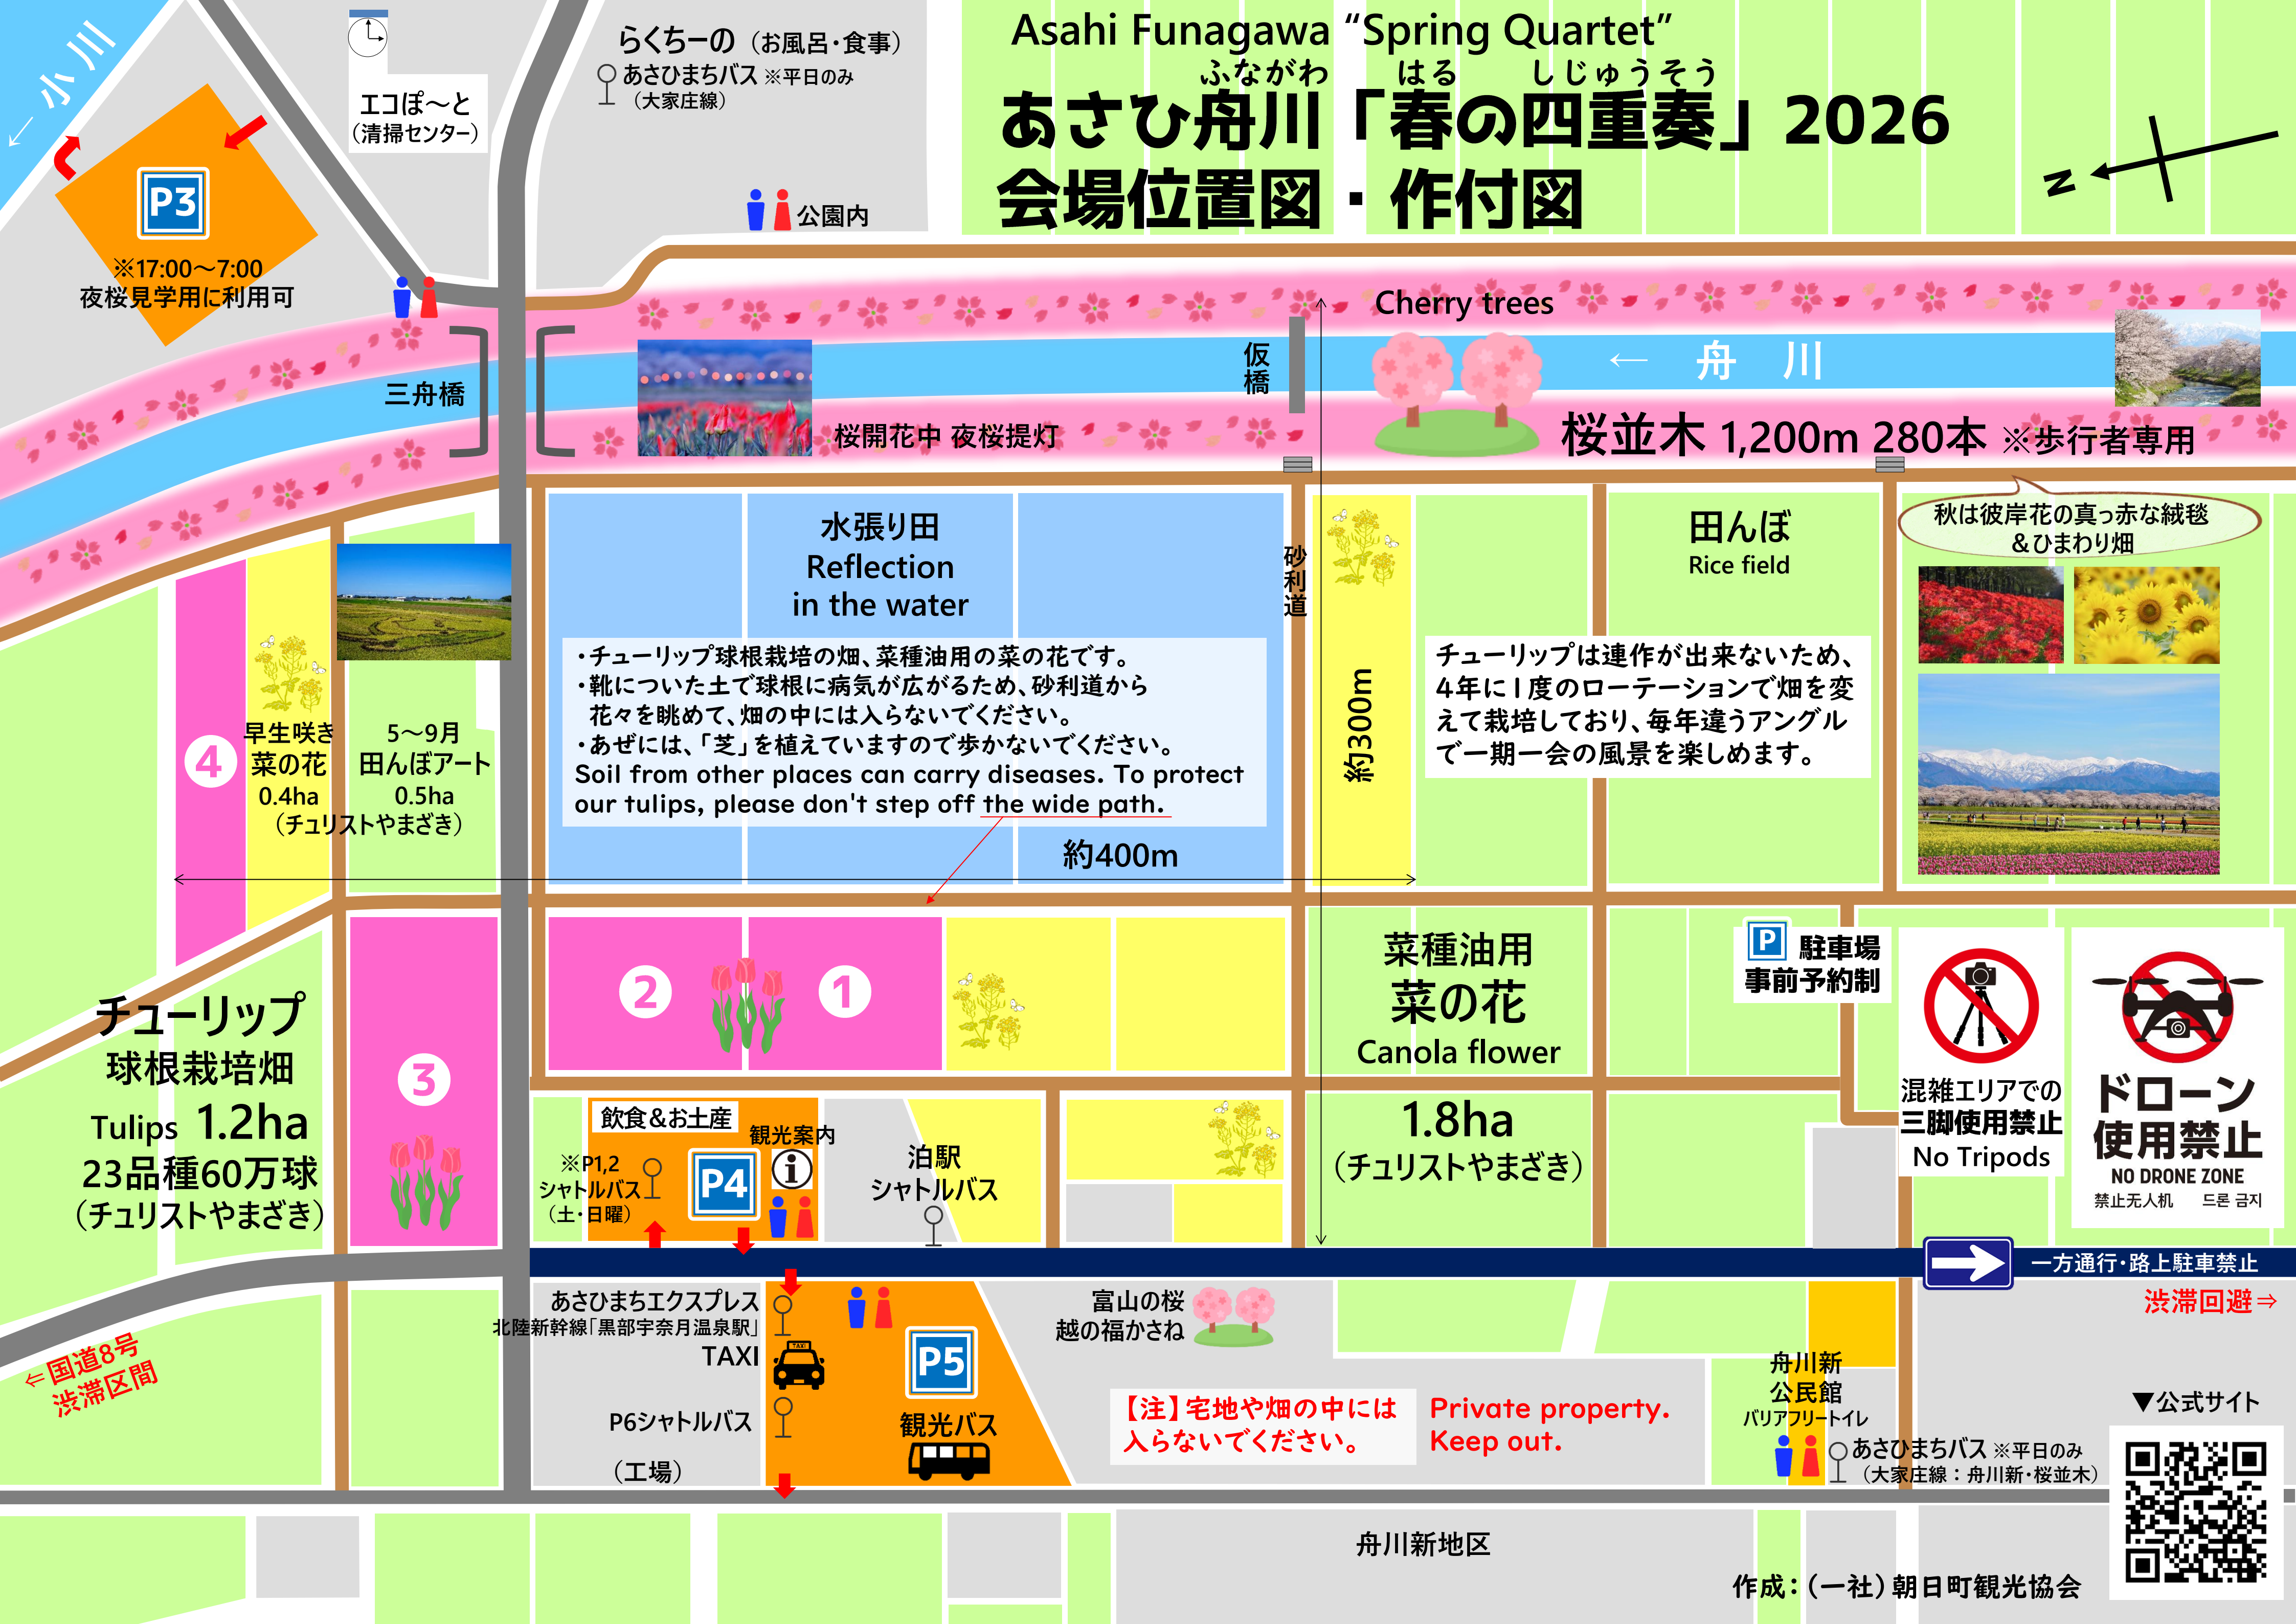 Asahi Funagawa “Spring Quartet”
ふながわ はる しじゅうそう
あさひ舟川「春の四重奏」2026
会場位置図・作付図
N
← 小川
P3
※17:00～7:00
夜桜見学用に利用可
エコぽ～と
（清掃センター）
らくちーの（お風呂・食事）
あさひまちバス ※平日のみ
（大家庄線）
公園内
三舟橋
桜開花中 夜桜提灯
仮橋
Cherry trees
← 舟 川
桜並木 1,200m 280本 ※歩行者専用
水張り田
Reflection
in the water
・チューリップ球根栽培の畑、菜種油用の菜の花です。
・靴についた土で球根に病気が広がるため、砂利道から
花々を眺めて、畑の中には入らないでください。
・あぜには、「芝」を植えていますので歩かないでください。
Soil from other places can carry diseases. To protect
our tulips, please don't step off the wide path.
約400m
砂利道
約300m
田んぼ
Rice field
チューリップは連作が出来ないため、
4年に1度のローテーションで畑を変
えて栽培しており、毎年違うアングル
で一期一会の風景を楽しめます。
秋は彼岸花の真っ赤な絨毯
＆ひまわり畑
4
早生咲き
菜の花
0.4ha
5～9月
田んぼアート
0.5ha
（チュリストやまざき）
チューリップ
球根栽培畑
Tulips 1.2ha
23品種60万球
（チュリストやまざき）
3
2
1
菜種油用
菜の花
Canola flower
1.8ha
（チュリストやまざき）
P 駐車場
事前予約制
混雑エリアでの
三脚使用禁止
No Tripods
ドローン
使用禁止
NO DRONE ZONE
禁止无人机 드론 금지
飲食＆お土産
観光案内
i
※P1,2
シャトルバス
（土・日曜）
P4
泊駅
シャトルバス
一方通行・路上駐車禁止
渋滞回避⇒
⇐国道8号
渋滞区間
あさひまちエクスプレス
北陸新幹線「黒部宇奈月温泉駅」
TAXI
TAXI
P6シャトルバス
（工場）
P5
観光バス
富山の桜
越の福かさね
【注】宅地や畑の中には
入らないでください。
Private property.
Keep out.
舟川新
公民館
バリアフリートイレ
あさひまちバス ※平日のみ
（大家庄線：舟川新・桜並木）
▼公式サイト
舟川新地区
作成：（一社）朝日町観光協会